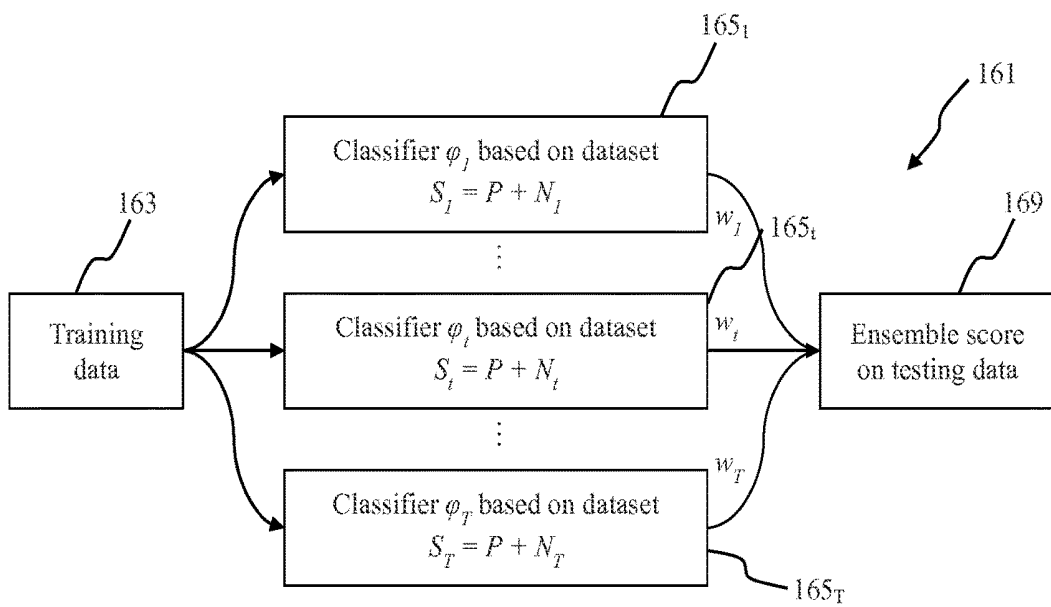 165₁
161
Classifier φ₁ based on dataset
S₁ = P + N₁
163
w₁
165ₜ
169
⋮
Training
data
Classifier φₜ based on dataset
Sₜ = P + Nₜ
wₜ
Ensemble score
on testing data
⋮
w_T
Classifier φ_T based on dataset
S_T = P + N_T
165_T